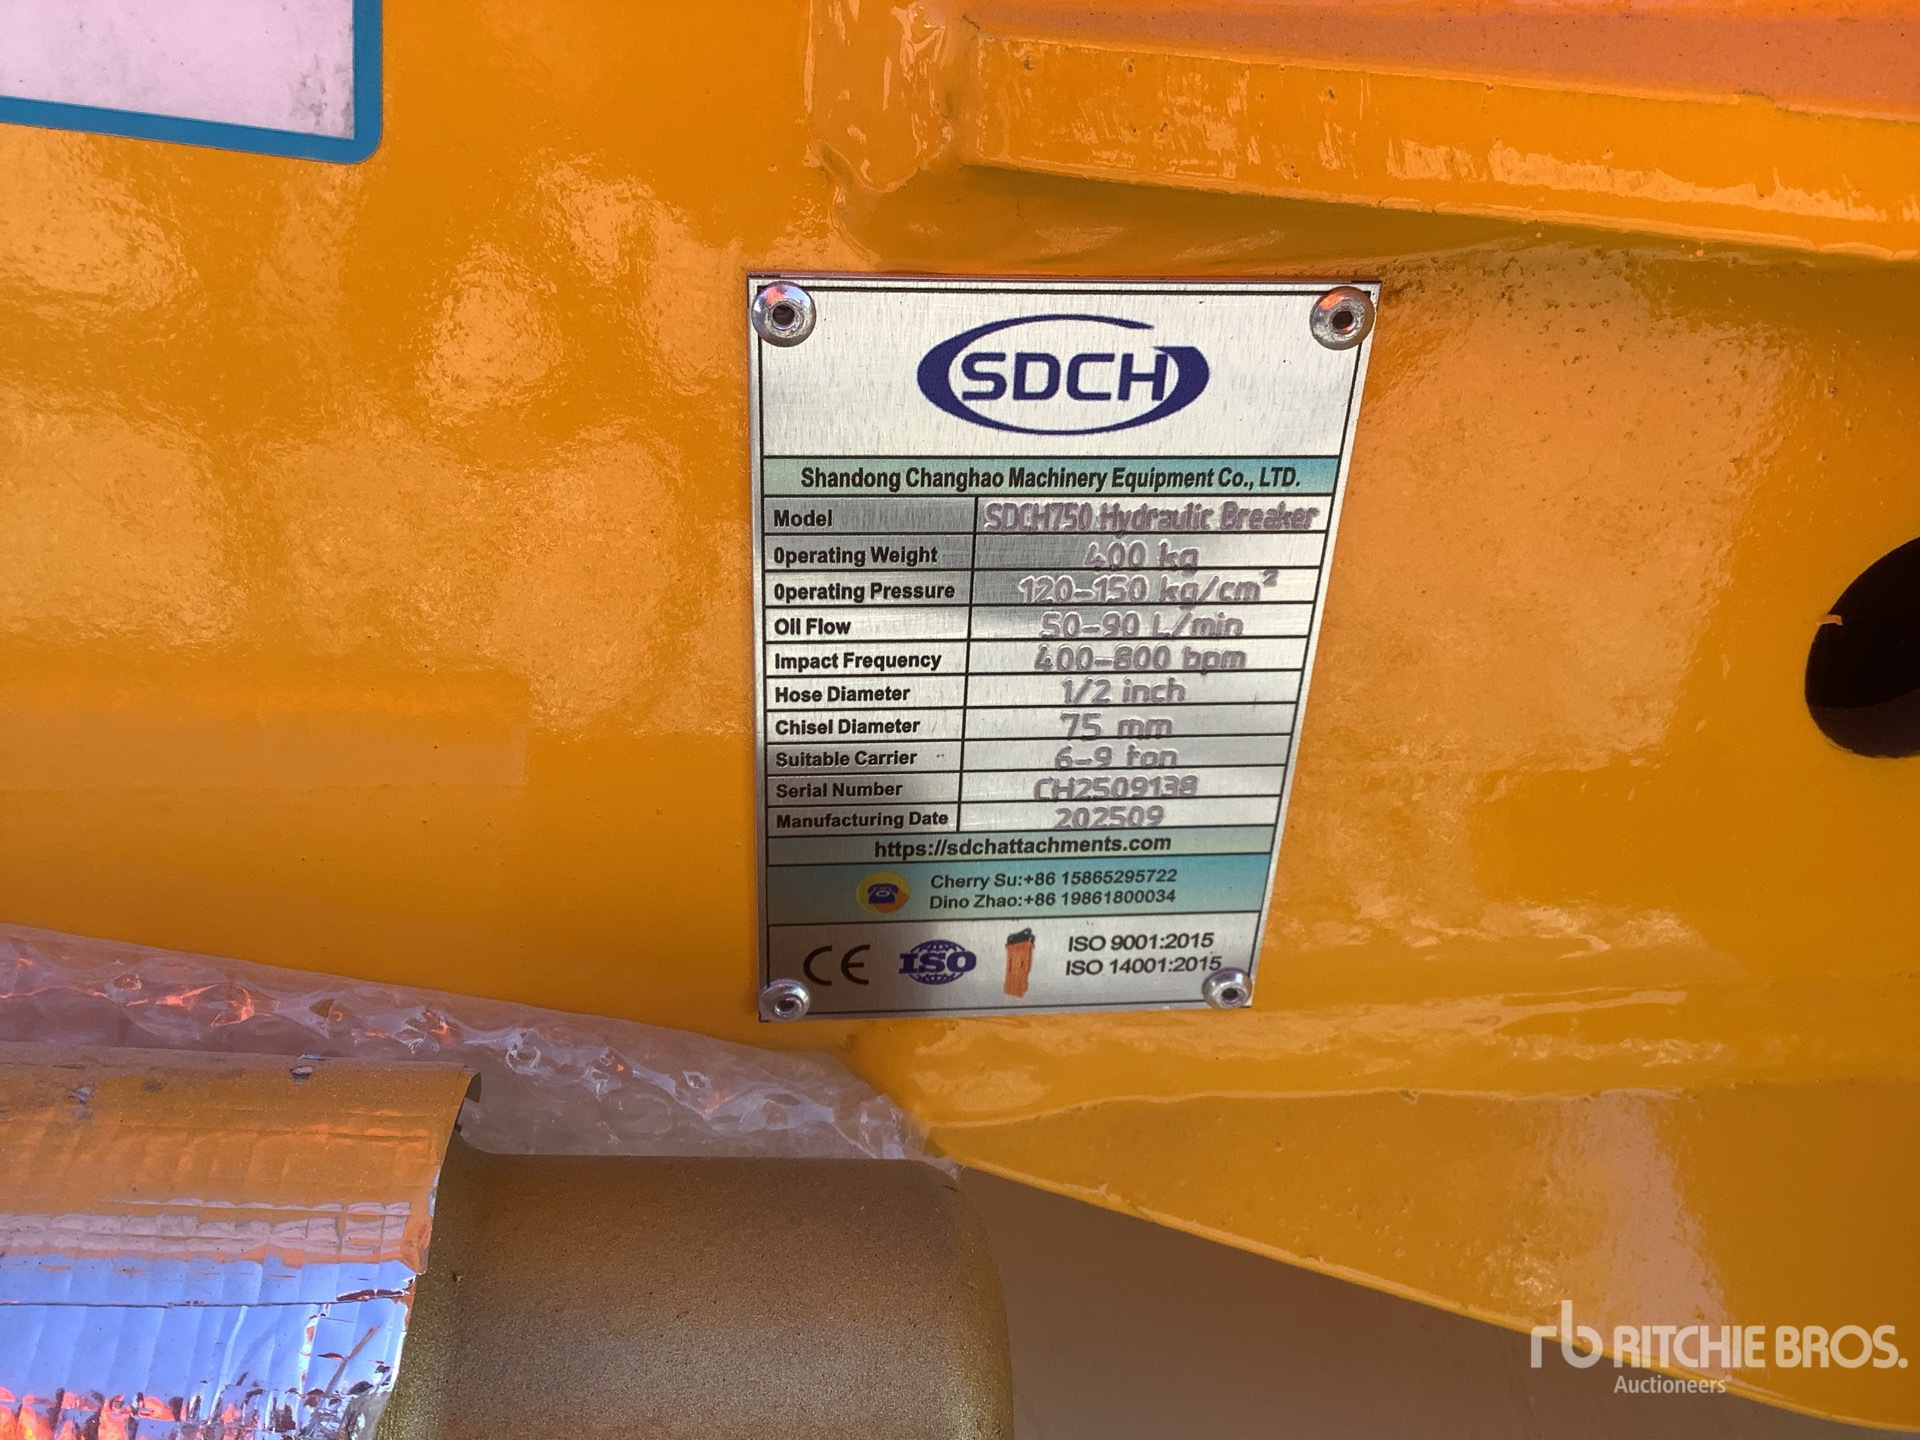 SDCH
Shandong Changhao Machinery Equipment Co., LTD.
Model SDCH750 Hydraulic Breaker
Operating Weight 400 kg
Operating Pressure 120-150 kg/cm²
Oil Flow 50-90 L/min
Impact Frequency 400-800 bpm
Hose Diameter 1/2 inch
Chisel Diameter 75 mm
Suitable Carrier 6-9 ton
Serial Number CH2509138
Manufacturing Date 202509
https://sdchattachments.com
Cherry Su:+86 15865295722
Dino Zhao:+86 19861800034
CE ISO ISO 9001:2015
ISO 14001:2015
rb RITCHIE BROS.
Auctioneers